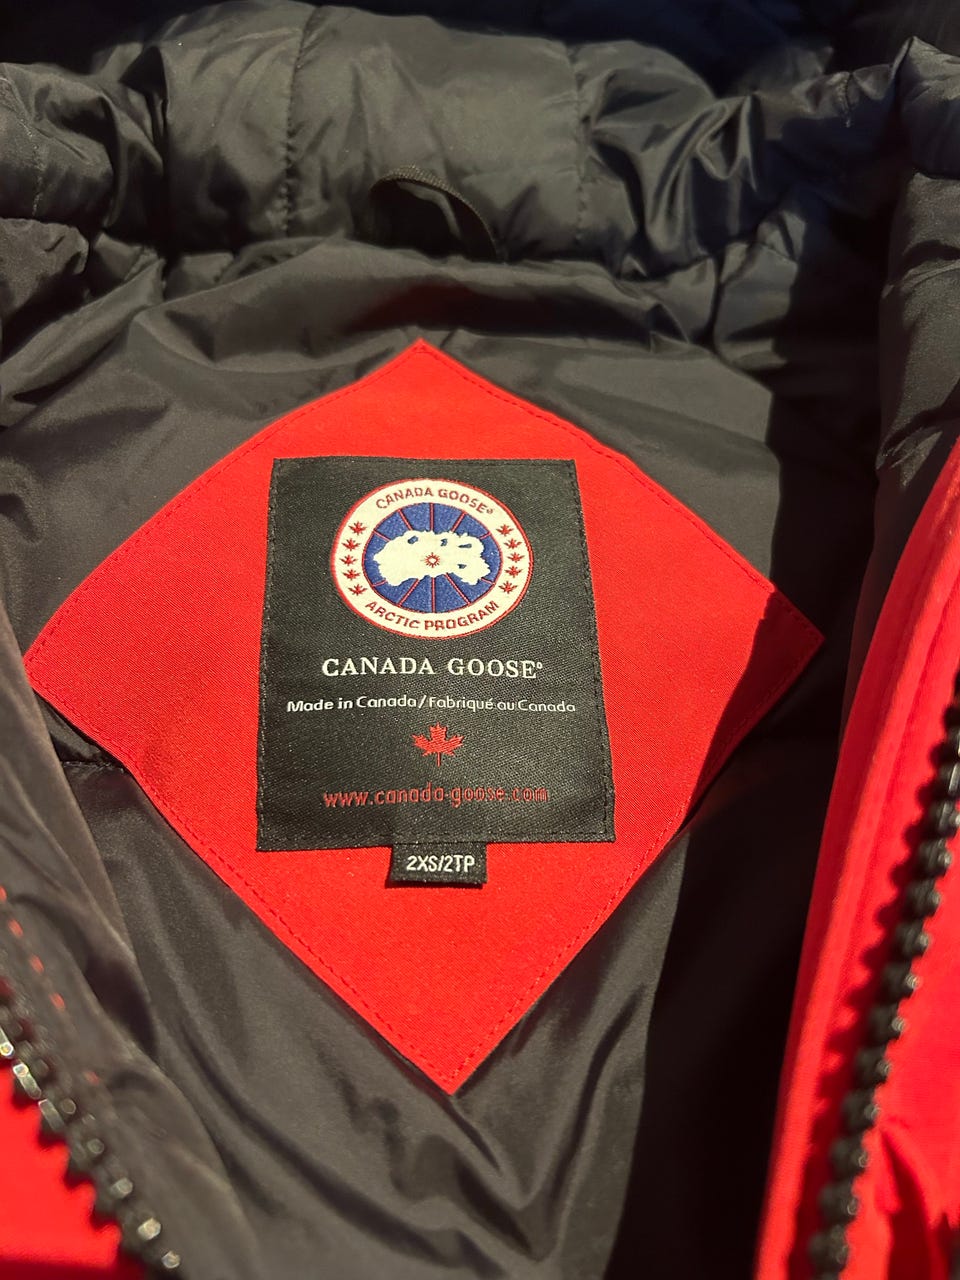 CANADA GOOSE®
ARCTIC PROGRAM
CANADA GOOSE®
Made in Canada/Fabriqué au Canada
www.canada-goose.com
2XS/2TP